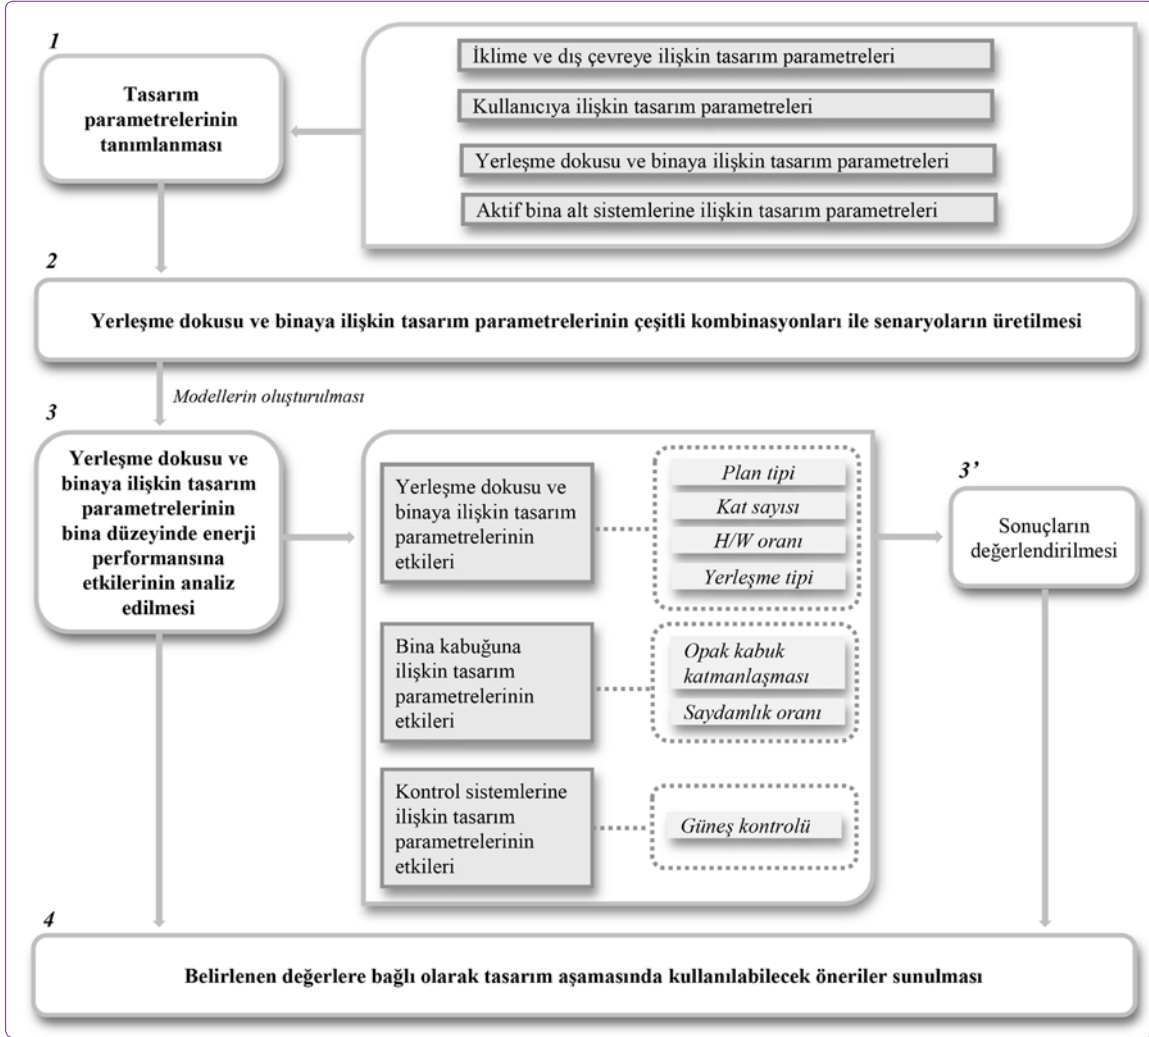 1
Tasarım
parametrelerinin
tanımlanması
İklime ve dış çevreye ilişkin tasarım parametreleri
Kullanıcıya ilişkin tasarım parametreleri
Yerleşme dokusu ve binaya ilişkin tasarım parametreleri
Aktif bina alt sistemlerine ilişkin tasarım parametreleri
2
Yerleşme dokusu ve binaya ilişkin tasarım parametrelerinin çeşitli kombinasyonları ile senaryoların üretilmesi
Modellerin oluşturulması
3
Yerleşme dokusu ve
binaya ilişkin tasarım
parametrelerinin
bina düzeyinde enerji
performansına
etkilerinin analiz
edilmesi
Yerleşme dokusu ve
binaya ilişkin tasarım
parametrelerinin
etkileri
Plan tipi
Kat sayısı
H/W oranı
Yerleşme tipi
Bina kabuğuna
ilişkin tasarım
parametrelerinin
etkileri
Opak kabuk
katmanlaşması
Saydamlık oranı
Kontrol sistemlerine
ilişkin tasarım
parametrelerinin
etkileri
Güneş kontrolü
3’
Sonuçların
değerlendirilmesi
4
Belirlenen değerlere bağlı olarak tasarım aşamasında kullanılabilecek öneriler sunulması